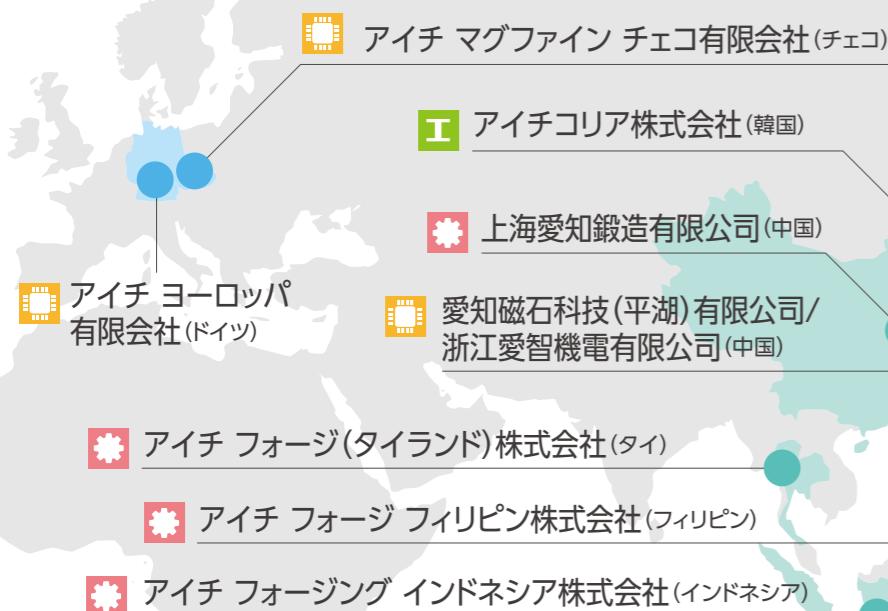 アイチ マグファイン チェコ有限会社(チェコ)
アイチコリア株式会社(韓国)
上海愛知鍛造有限公司(中国)
アイチ ヨーロッパ
有限会社(ドイツ)
愛知磁石科技(平湖)有限公司/
浙江愛智機電有限公司(中国)
アイチ フォージ(タイランド)株式会社(タイ)
アイチ フォージ フィリピン株式会社(フィリピン)
アイチ フォージング インドネシア株式会社(インドネシア)